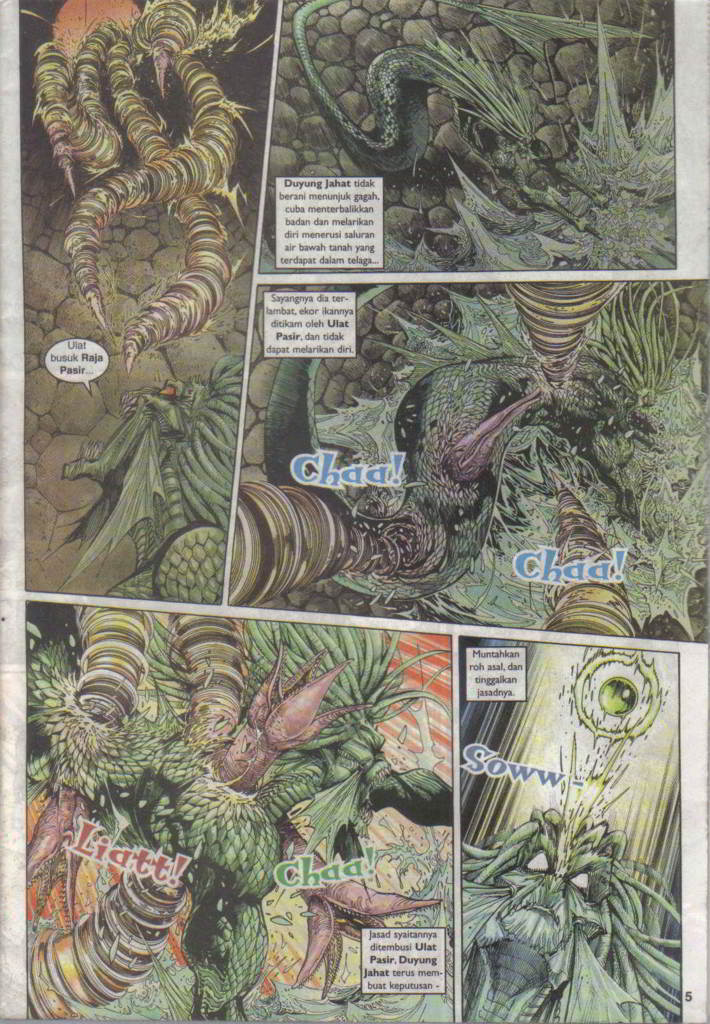 Ulat
busuk Raja
Pasir...
Duyung Jahat tidak
berani menunjuk gagah,
cuba menterbalikkan
badan dan melarikan
diri menerusi saluran
air bawah tanah yang
terdapat dalam telaga...
Sayangnya dia ter-
lambat, ekor ikannya
ditikam oleh Ulat
Pasir, dan tidak
dapat melarikan diri.
Chaa!
Chaa!
Liatt!
Chaa!
Jasad syaitannya
ditembusi Ulat
Pasir, Duyung
Jahat terus mem-
buat keputusan -
Muntahkan
roh asal, dan
tinggalkan
jasadnya.
Soww -
5